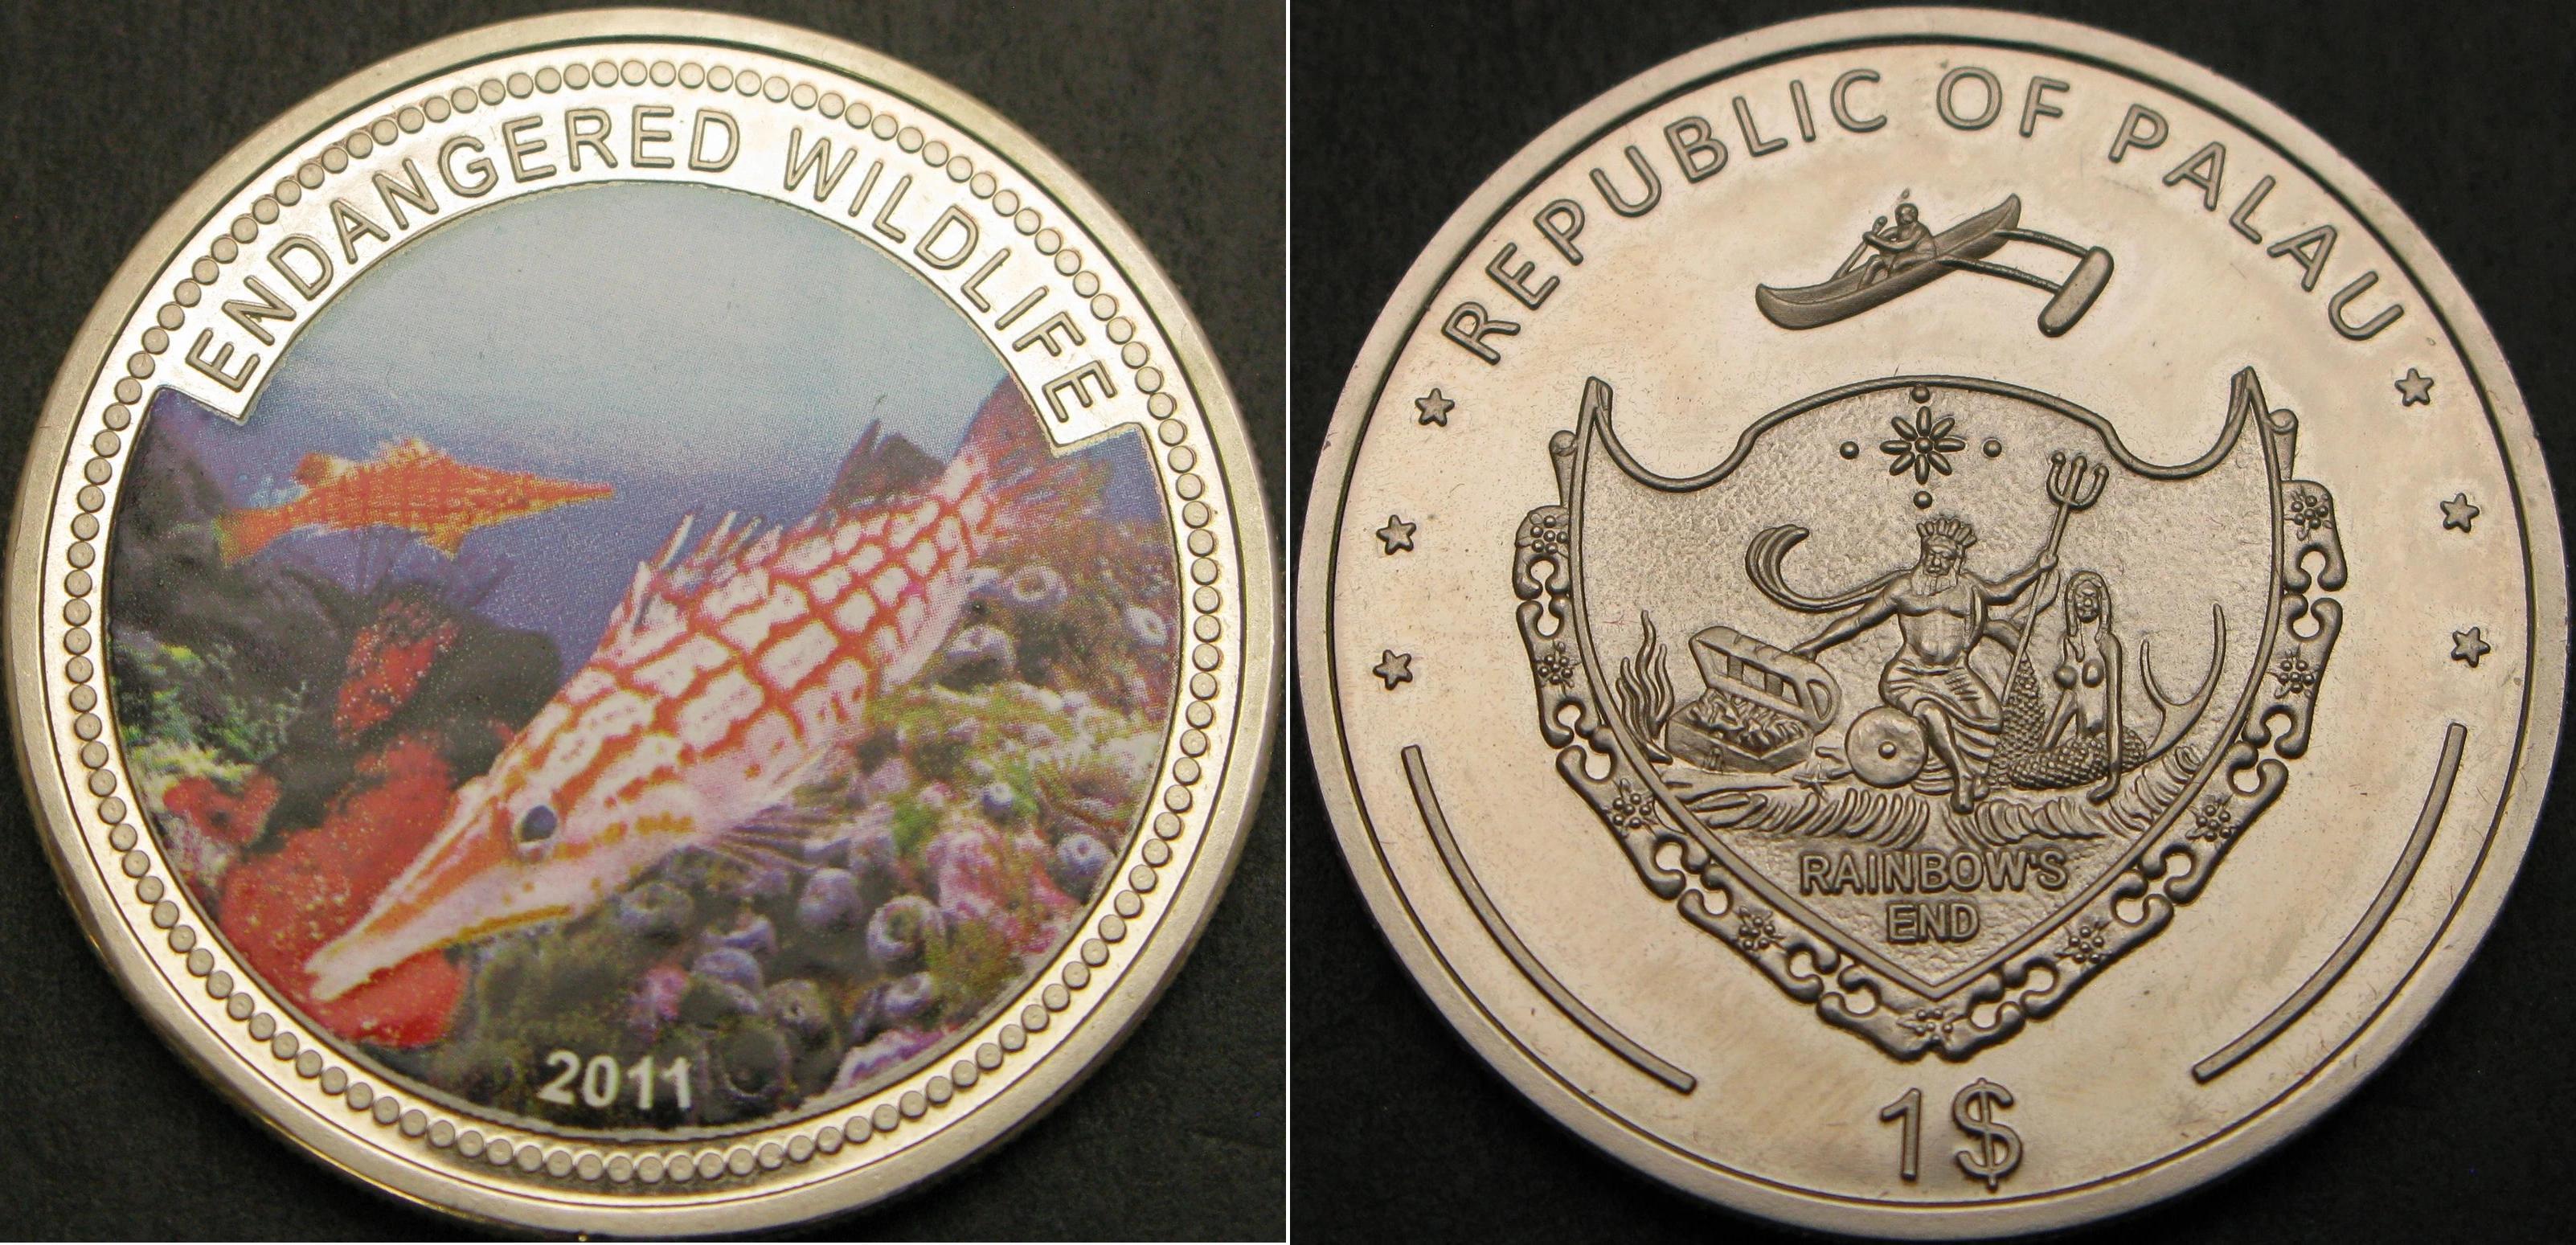 ENDANGERED WILDLIFE
2011
REPUBLIC OF PALAU
RAINBOW'S
END
1$